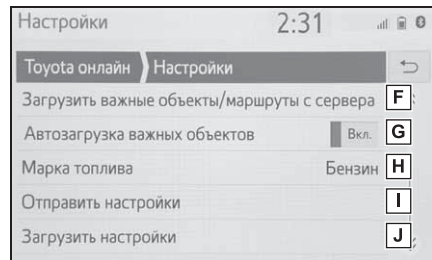 Настройки 2:31
Toyota онлайн Настройки
Загрузить важные объекты/маршруты с сервера F
Автозагрузка важных объектов Вкл. G
Марка топлива Бензин H
Отправить настройки I
Загрузить настройки J